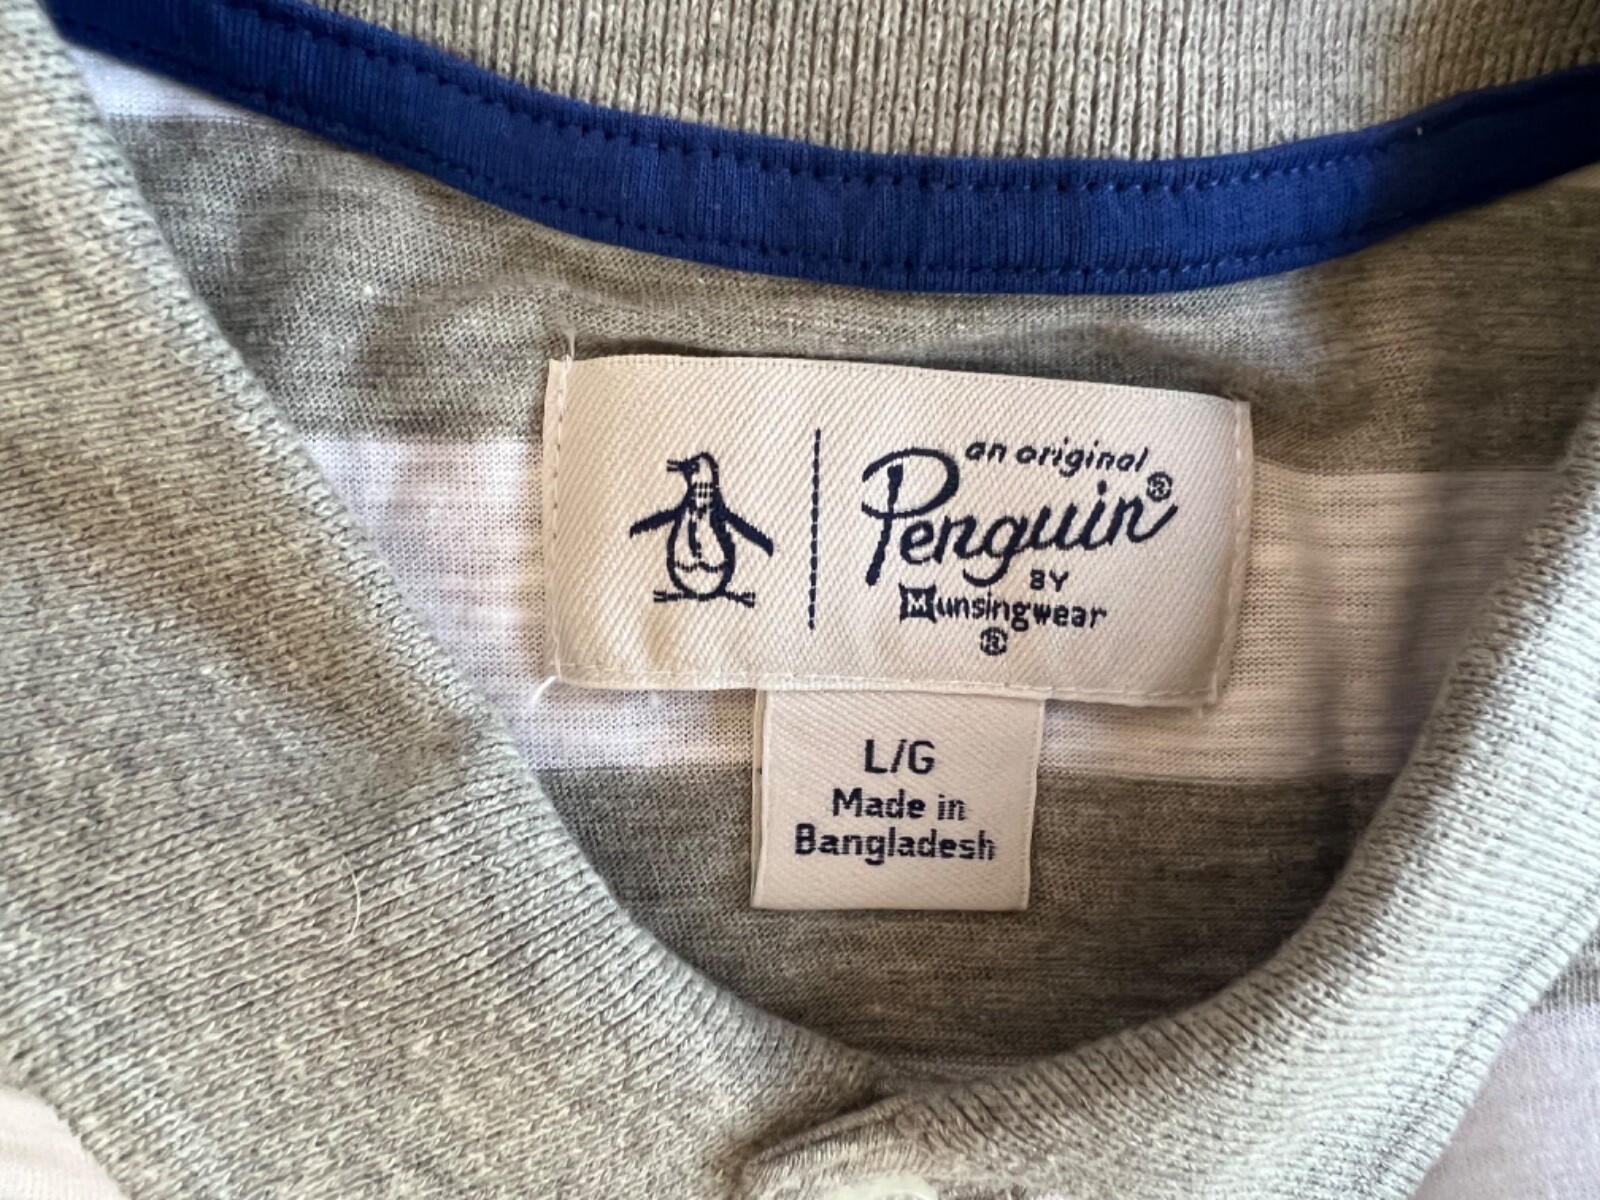 an original
Penguin®
BY
Munsingwear
®
L/G
Made in
Bangladesh